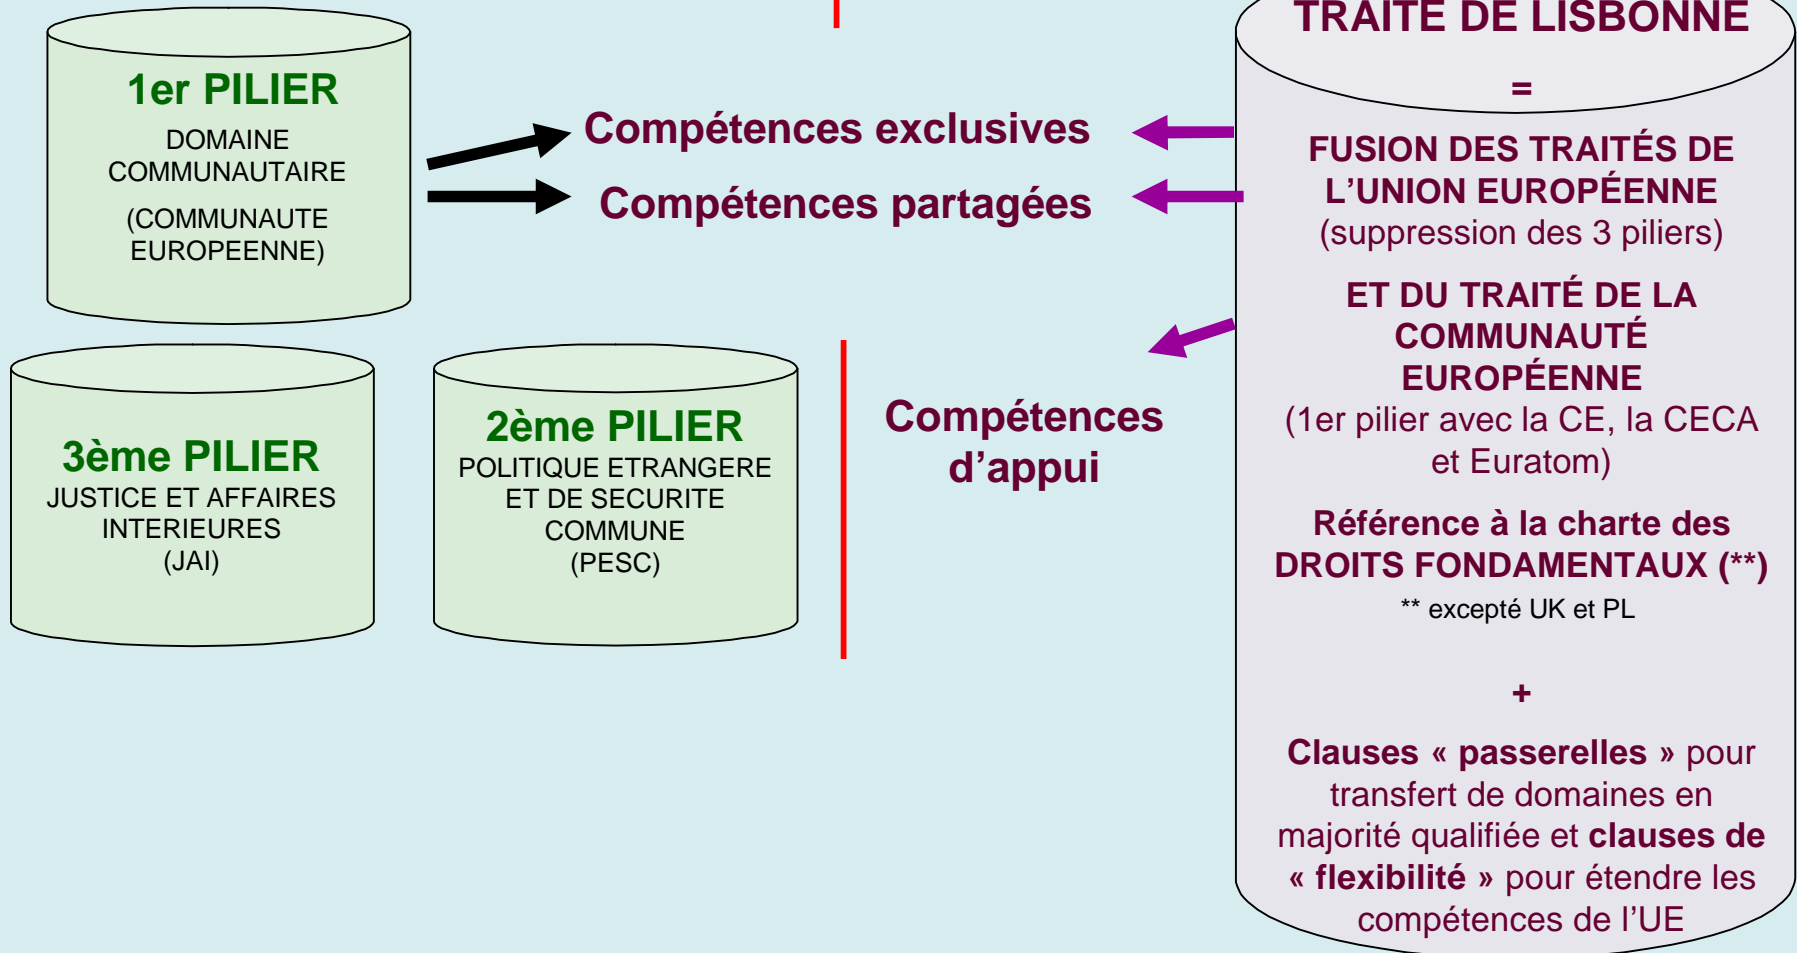 1er PILIER
DOMAINE
COMMUNAUTAIRE
(COMMUNAUTE
EUROPEENNE)
3ème PILIER
JUSTICE ET AFFAIRES
INTERIEURES
(JAI)
2ème PILIER
POLITIQUE ETRANGERE
ET DE SECURITE
COMMUNE
(PESC)
Compétences exclusives
Compétences partagées
Compétences
d’appui
TRAITÉ DE LISBONNE
=
FUSION DES TRAITÉS DE
L’UNION EUROPÉENNE
(suppression des 3 piliers)
ET DU TRAITÉ DE LA
COMMUNAUTÉ
EUROPÉENNE
(1er pilier avec la CE, la CECA
et Euratom)
Référence à la charte des
DROITS FONDAMENTAUX (**)
** excepté UK et PL
+
Clauses « passerelles » pour
transfert de domaines en
majorité qualifiée et clauses de
« flexibilité » pour étendre les
compétences de l’UE